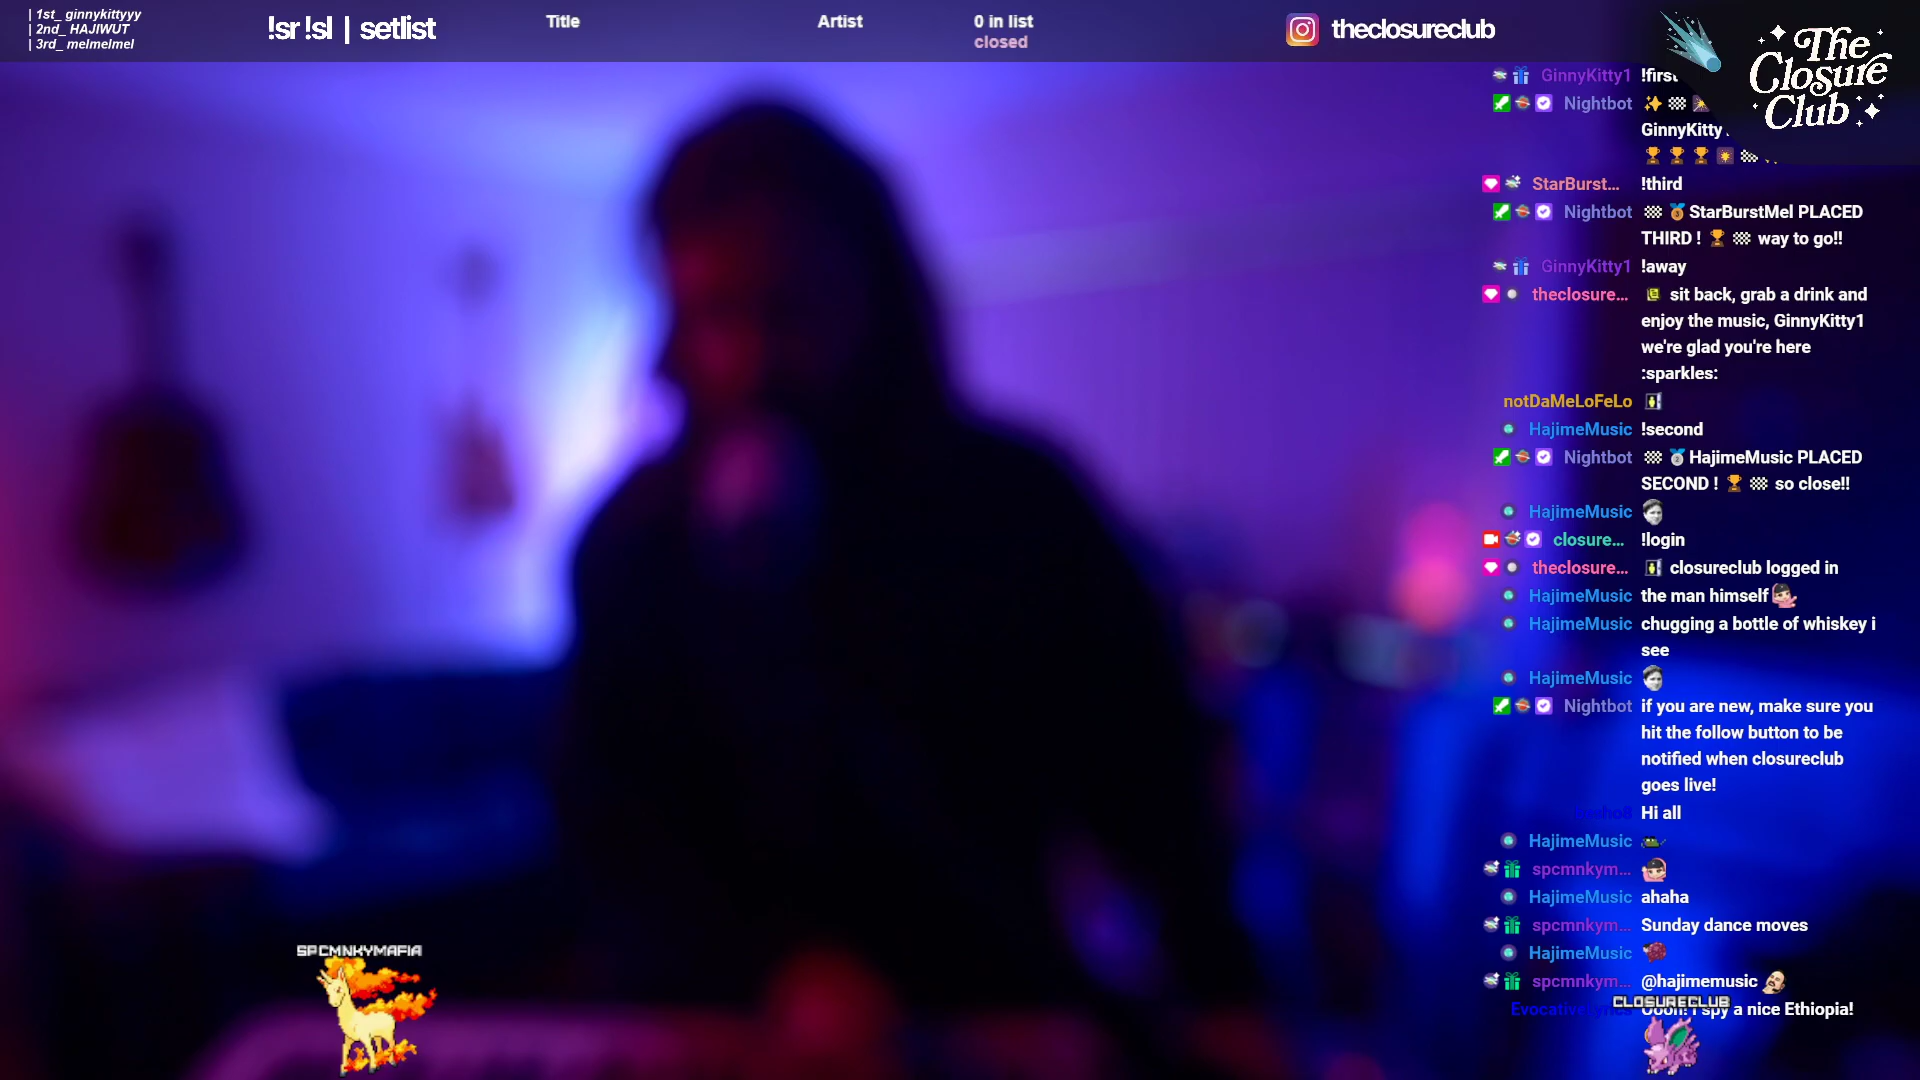 | 1st_ ginnykittyyy
| 2nd_ HAJIWUT
| 3rd_ melmelmel
!sr !sl | setlist
Title
Artist
0 in list
closed
theclosureclub
The
Closure
Club
GinnyKitty1 !first
Nightbot
GinnyKitty
StarBurst... !third
Nightbot StarBurstMel PLACED
THIRD ! way to go!!
GinnyKitty1 !away
theclosure... sit back, grab a drink and
enjoy the music, GinnyKitty1
we're glad you're here
:sparkles:
notDaMeLoFeLo
HajimeMusic !second
Nightbot HajimeMusic PLACED
SECOND ! so close!!
HajimeMusic
closure... !login
theclosure... closureclub logged in
HajimeMusic the man himself
HajimeMusic chugging a bottle of whiskey i
see
HajimeMusic
Nightbot if you are new, make sure you
hit the follow button to be
notified when closureclub
goes live!
Hi all
HajimeMusic
spcmnkym...
HajimeMusic ahaha
spcmnkym... Sunday dance moves
HajimeMusic
spcmnkym... @hajimemusic
EvocativeLyrics Oooh! I spy a nice Ethiopia!
SPCMNKYMAFIA
CLOSURECLUB